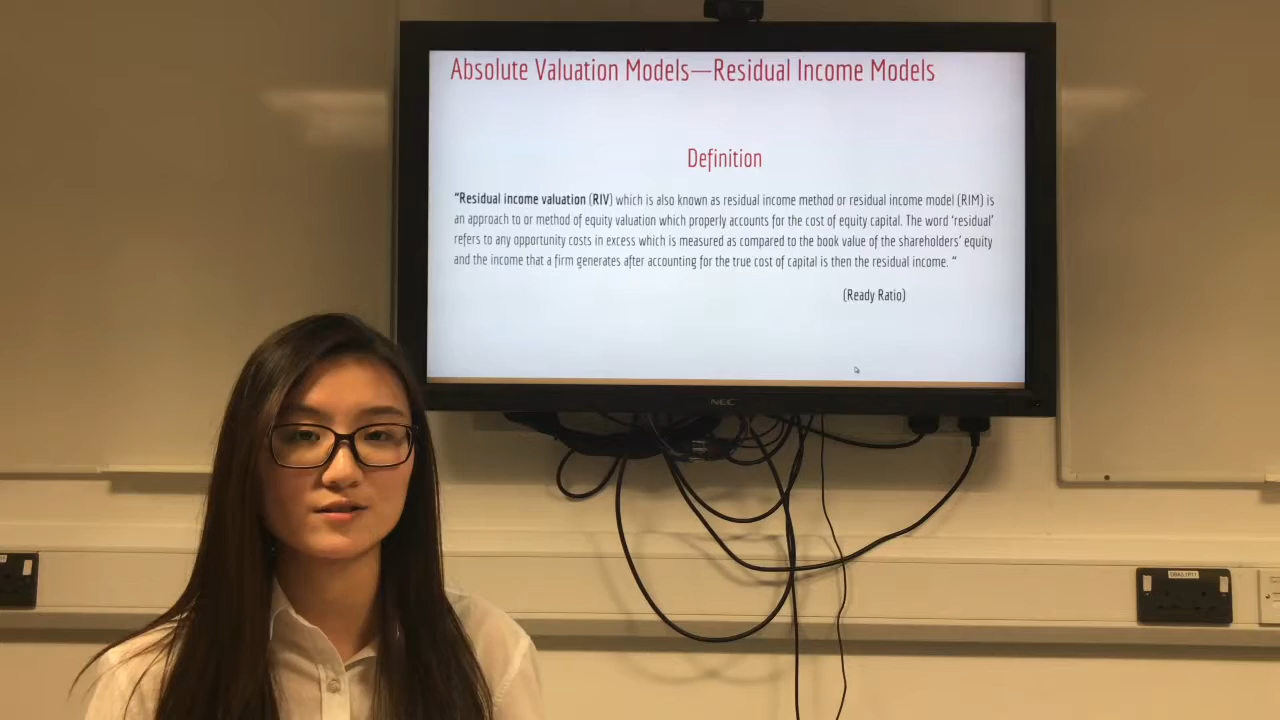 Absolute Valuation Models—Residual Income Models
Definition
“Residual income valuation (RIV) which is also known as residual income method or residual income model (RIM) is
an approach to or method of equity valuation which properly accounts for the cost of equity capital. The word ‘residual’
refers to any opportunity costs in excess which is measured as compared to the book value of the shareholders’ equity
and the income that a firm generates after accounting for the true cost of capital is then the residual income. “
(Ready Ratio)
NEC